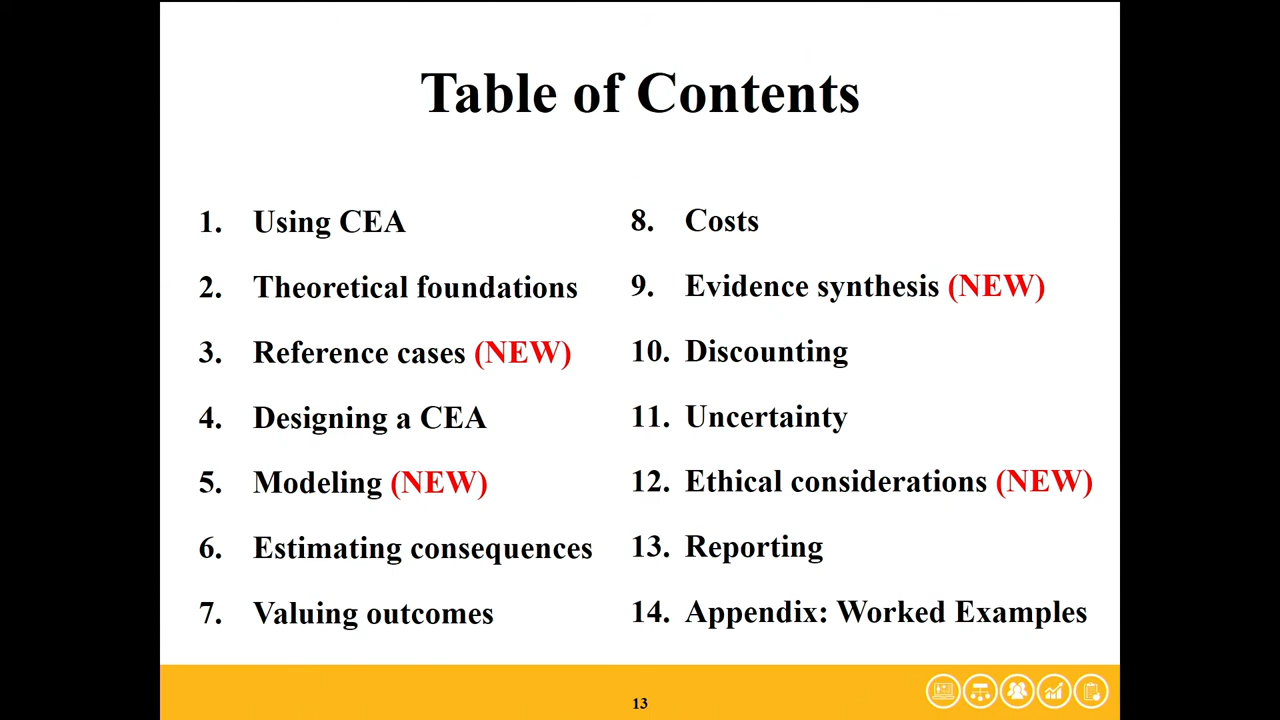 Table of Contents
1. Using CEA
2. Theoretical foundations
3. Reference cases (NEW)
4. Designing a CEA
5. Modeling (NEW)
6. Estimating consequences
7. Valuing outcomes
8. Costs
9. Evidence synthesis (NEW)
10. Discounting
11. Uncertainty
12. Ethical considerations (NEW)
13. Reporting
14. Appendix: Worked Examples
13